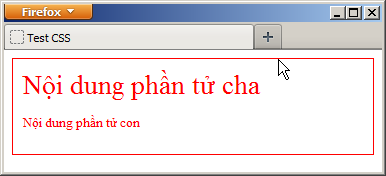 Firefox
Test CSS
Nội dung phần tử cha
Nội dung phần tử con